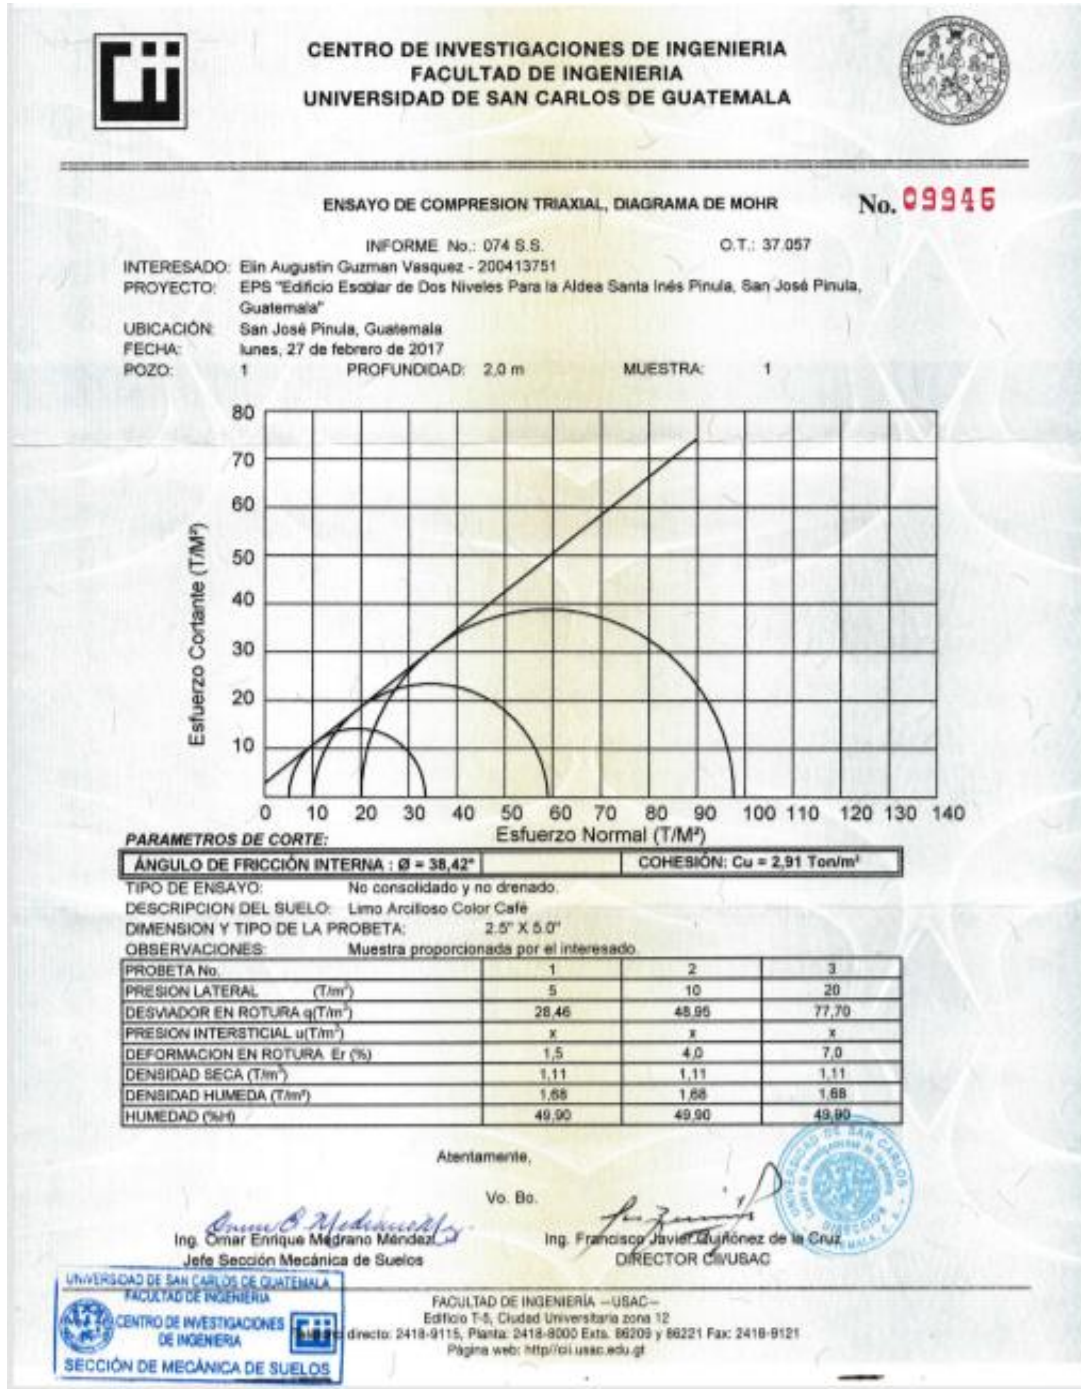 CENTRO DE INVESTIGACIONES DE INGENIERIA
FACULTAD DE INGENIERIA
UNIVERSIDAD DE SAN CARLOS DE GUATEMALA
ENSAYO DE COMPRESION TRIAXIAL, DIAGRAMA DE MOHR No. 09946
INFORME No.: 074 S.S. O.T.: 37.057
INTERESADO: Elin Augustin Guzman Vasquez - 200413751
PROYECTO: EPS "Edificio Escolar de Dos Niveles Para la Aldea Santa Inés Pinula, San José Pinula,
Guatemala"
UBICACIÓN: San José Pinula, Guatemala
FECHA: lunes, 27 de febrero de 2017
POZO: 1 PROFUNDIDAD: 2,0 m MUESTRA: 1
80
70
60
50
40
30
20
10
Esfuerzo Cortante (T/M²)
0 10 20 30 40 50 60 70 80 90 100 110 120 130 140
Esfuerzo Normal (T/M²)
PARAMETROS DE CORTE:
ÁNGULO DE FRICCIÓN INTERNA : Ø = 38,42° COHESIÓN: Cu = 2,91 Ton/m²
TIPO DE ENSAYO: No consolidado y no drenado.
DESCRIPCION DEL SUELO: Limo Arcilloso Color Café
DIMENSION Y TIPO DE LA PROBETA: 2.5" X 5.0"
OBSERVACIONES: Muestra proporcionada por el interesado.
PROBETA No. 1 2 3
PRESION LATERAL (T/m²) 5 10 20
DESVIADOR EN ROTURA q(T/m²) 28,46 48,95 77,70
PRESION INTERSTICIAL u(T/m²) x x x
DEFORMACION EN ROTURA Er (%) 1,5 4,0 7,0
DENSIDAD SECA (T/m³) 1,11 1,11 1,11
DENSIDAD HUMEDA (T/m³) 1,68 1,68 1,68
HUMEDAD (%H) 49,90 49,90 49,90
Atentamente,
Vo. Bo.
Ing. Omar Enrique Medrano Méndez
Jefe Sección Mecánica de Suelos
Ing. Francisco Javier Quiñónez de la Cruz
DIRECTOR CII/USAC
UNIVERSIDAD DE SAN CARLOS DE GUATEMALA
FACULTAD DE INGENIERIA
CENTRO DE INVESTIGACIONES
DE INGENIERIA
SECCIÓN DE MECÁNICA DE SUELOS
FACULTAD DE INGENIERÍA —USAC—
Edificio T-5, Ciudad Universitaria zona 12
directo: 2418-9115, Planta: 2418-8000 Exts. 86209 y 86221 Fax: 2418-9121
Página web: http//cii.usac.edu.gt